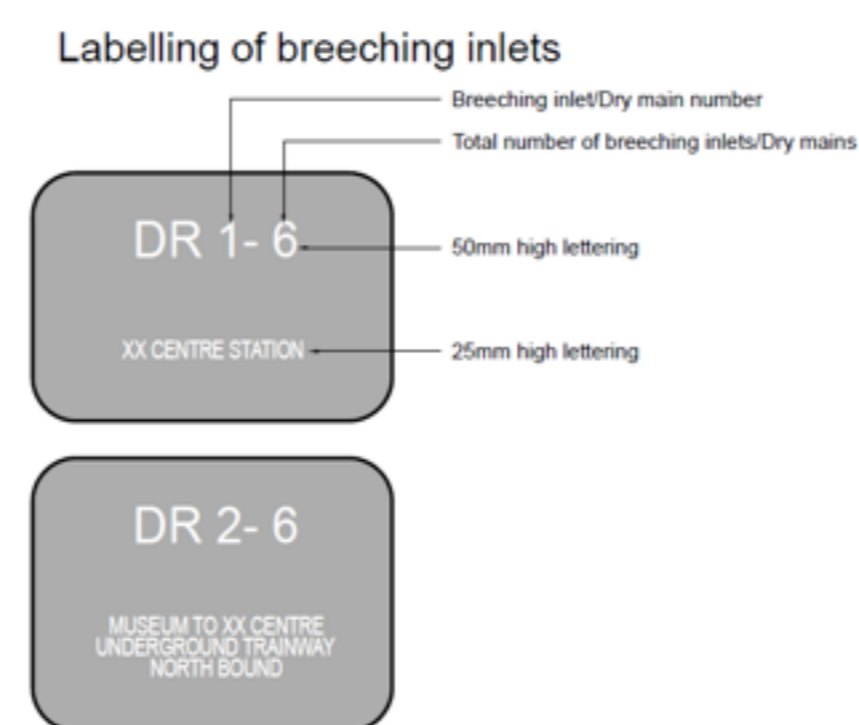 Labelling of breeching inlets
Breeching inlet/Dry main number
Total number of breeching inlets/Dry mains
DR 1- 6
50mm high lettering
XX CENTRE STATION
25mm high lettering
DR 2- 6
MUSEUM TO XX CENTRE
UNDERGROUND TRAINWAY
NORTH BOUND